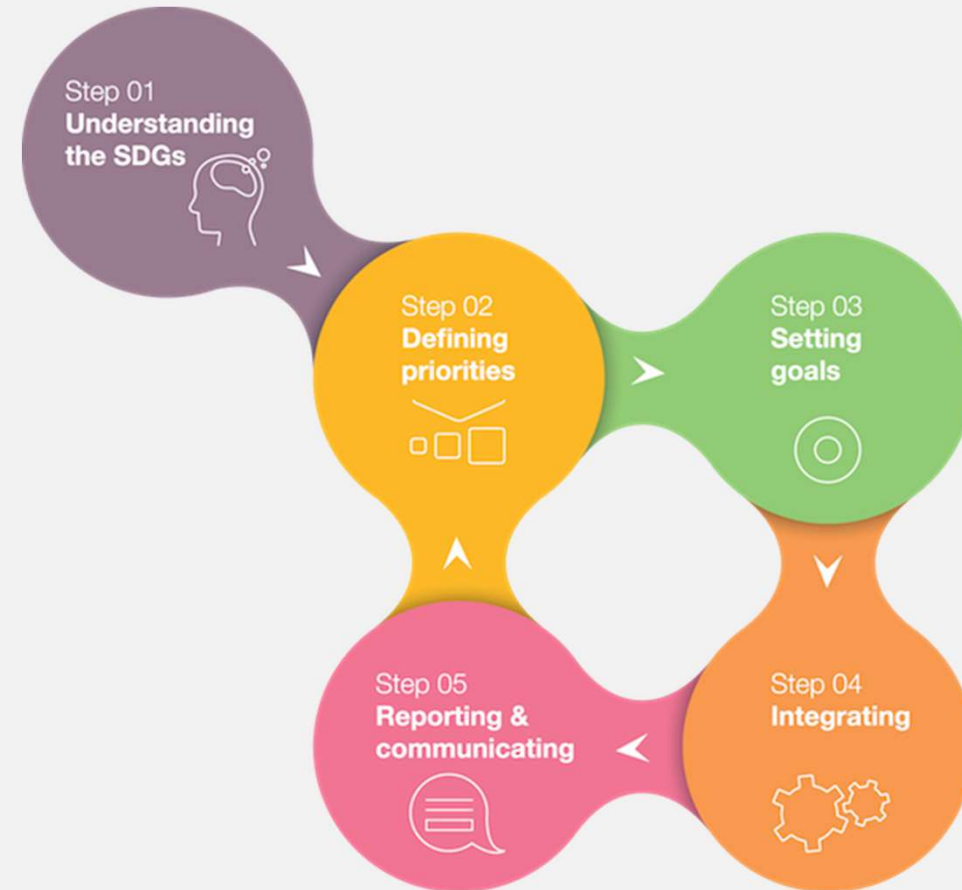 Step 01
Understanding
the SDGs
Step 02
Defining
priorities
Step 03
Setting
goals
Step 04
Integrating
Step 05
Reporting &
communicating